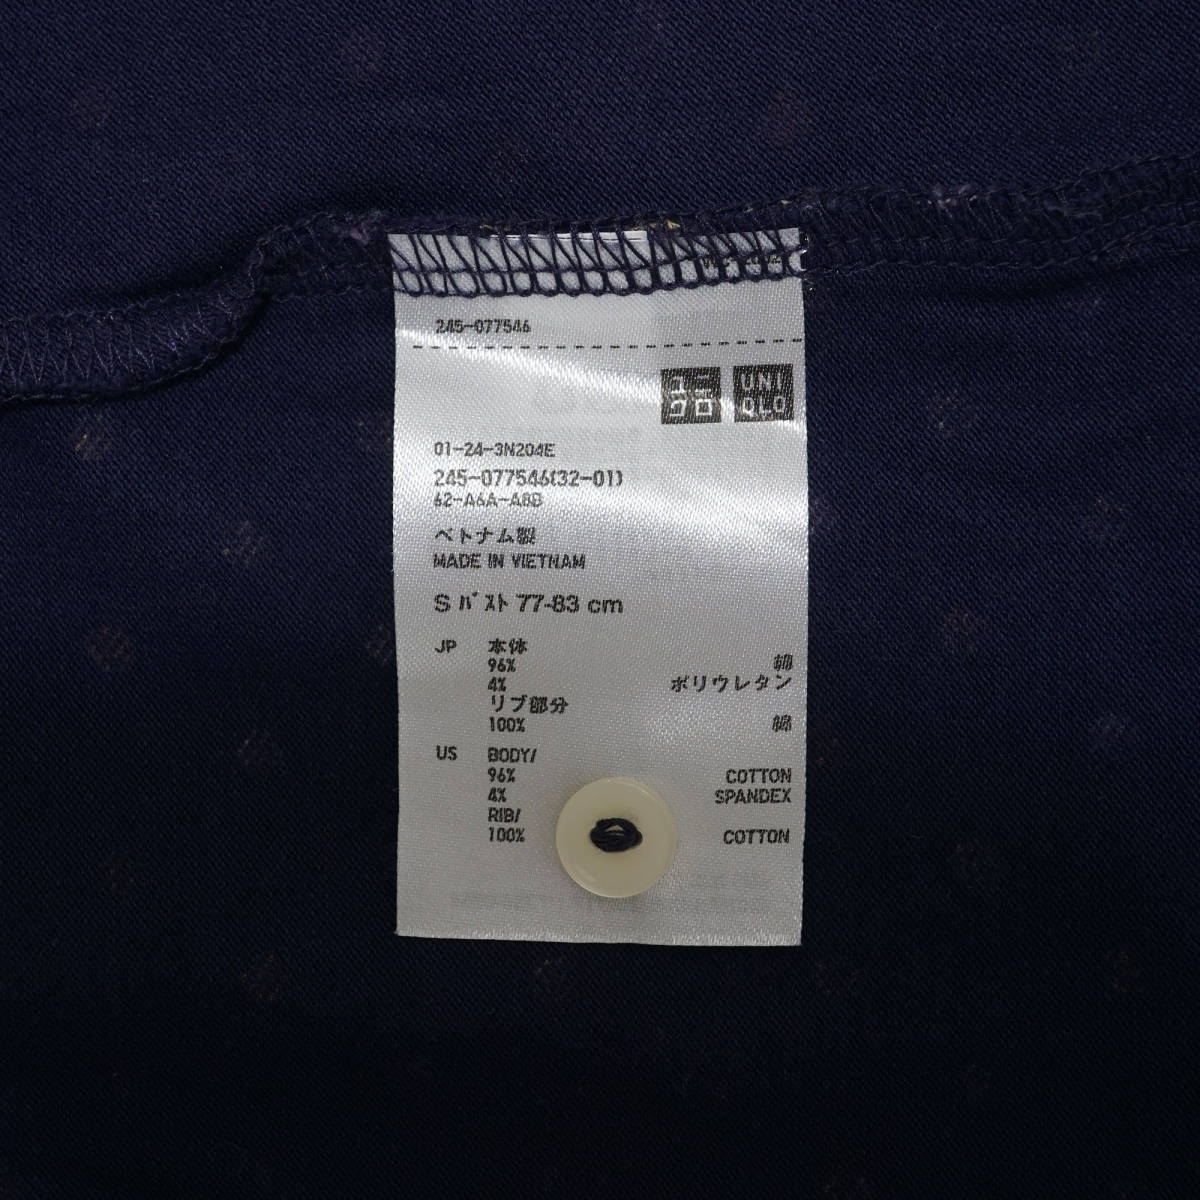 245-077546
ユニ
クロ
UNI
QLO
01-24-3N204E
245-077546(32-01)
62-A6A-A8B
ベトナム製
MADE IN VIETNAM
S バスト 77-83 cm
JP 本体
96% 綿
4% ポリウレタン
リブ部分
100% 綿
US BODY/
96% COTTON
4% SPANDEX
RIB/
100% COTTON